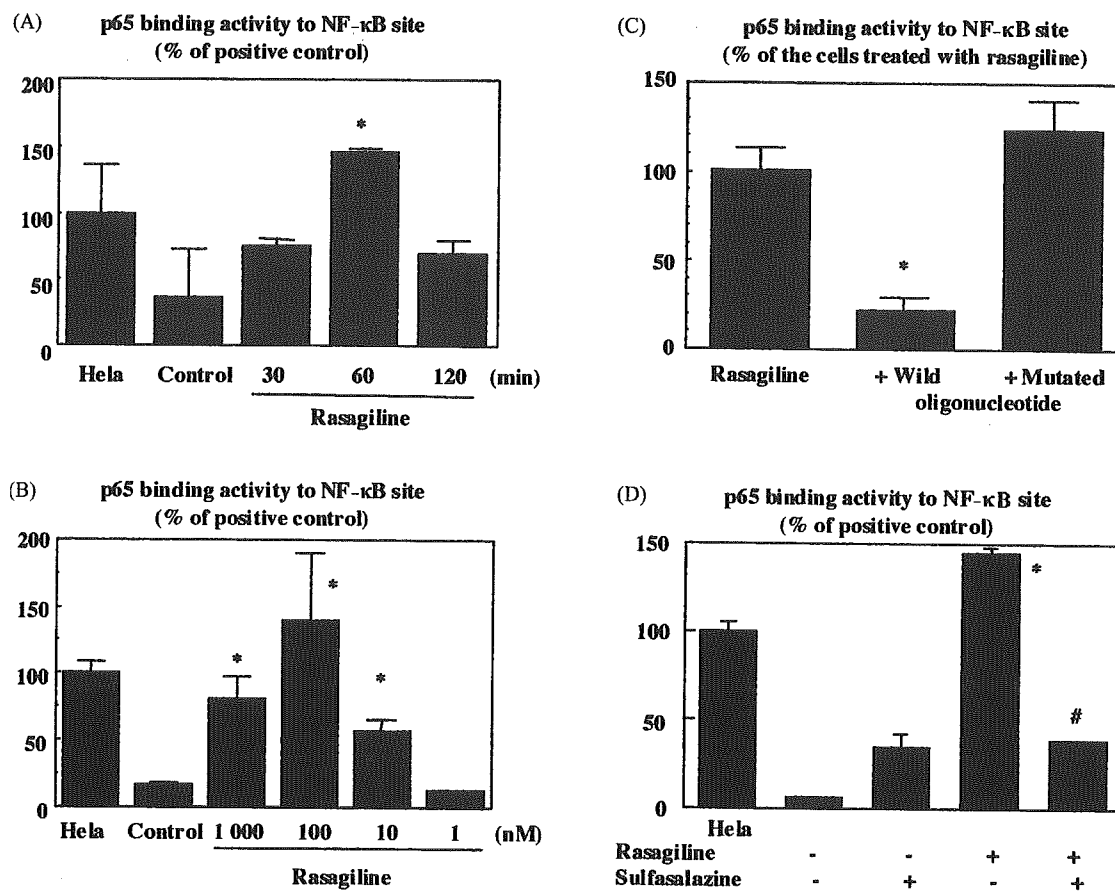 (A)
p65 binding activity to NF-κB site
(% of positive control)
200
150
100
50
0
*
Hela Control 30 60 120 (min)
Rasagiline
(C)
p65 binding activity to NF-κB site
(% of the cells treated with rasagiline)
150
100
50
0
*
Rasagiline + Wild + Mutated
oligonucleotide
(B)
p65 binding activity to NF-κB site
(% of positive control)
200
150
100
50
0
* * *
Hela Control 1 000 100 10 1 (nM)
Rasagiline
(D)
p65 binding activity to NF-κB site
(% of positive control)
150
100
50
0
*
#
Hela
Rasagiline - - + +
Sulfasalazine - + - +